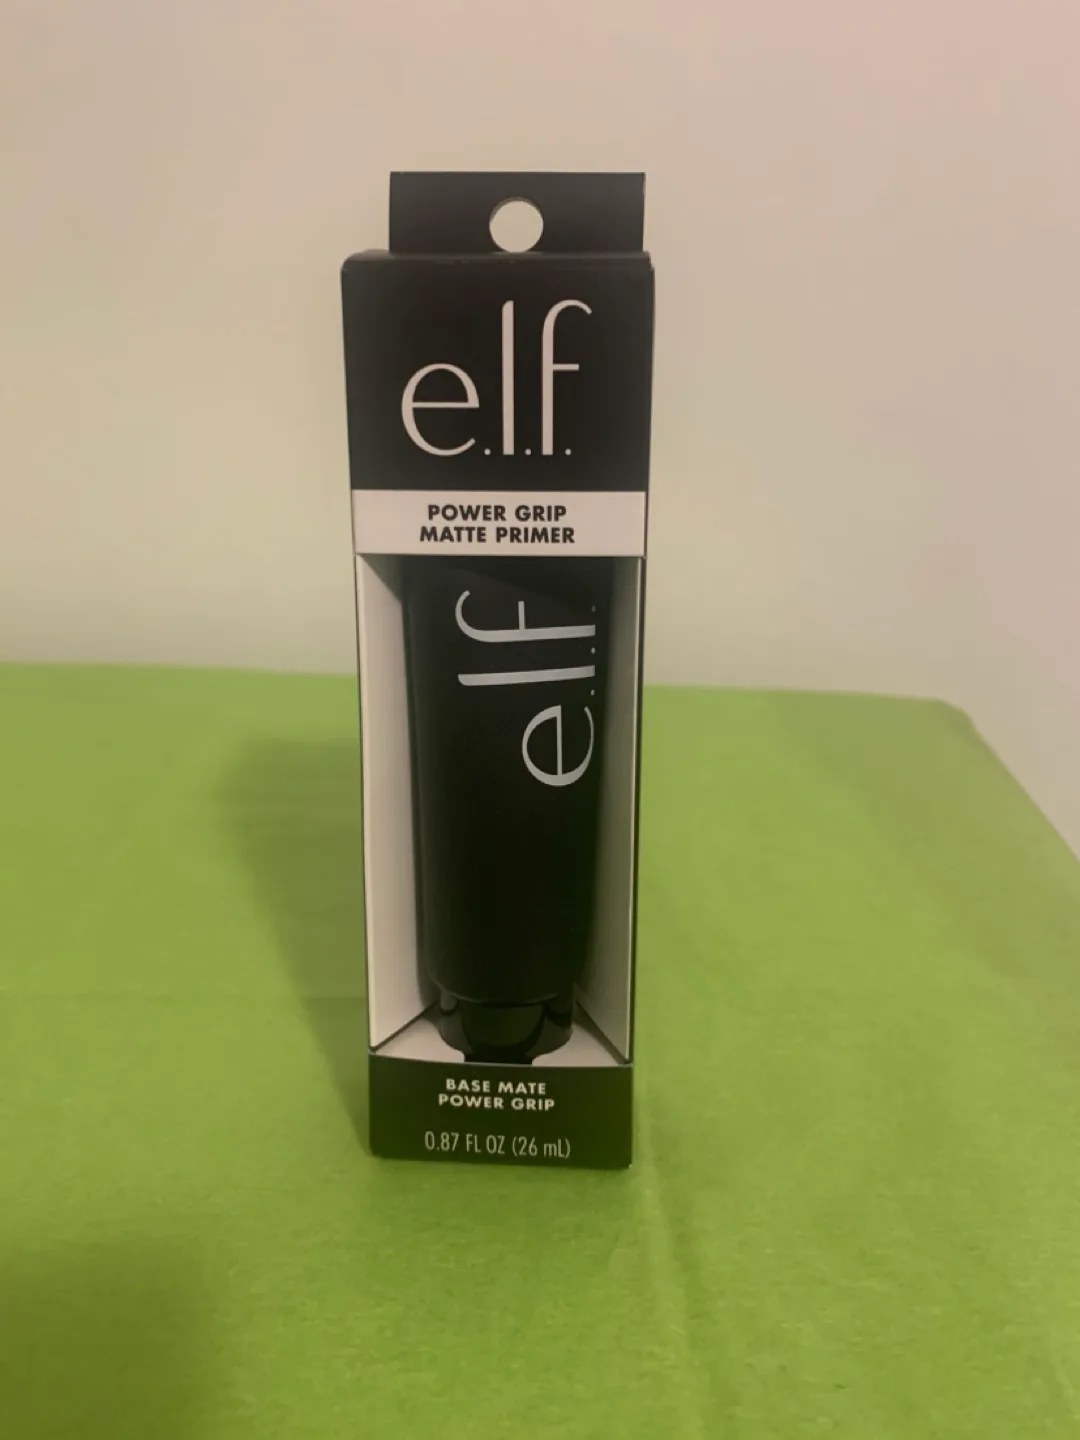 e.l.f.
POWER GRIP
MATTE PRIMER
e.l.f.
BASE MATE
POWER GRIP
0.87 FL OZ (26 mL)